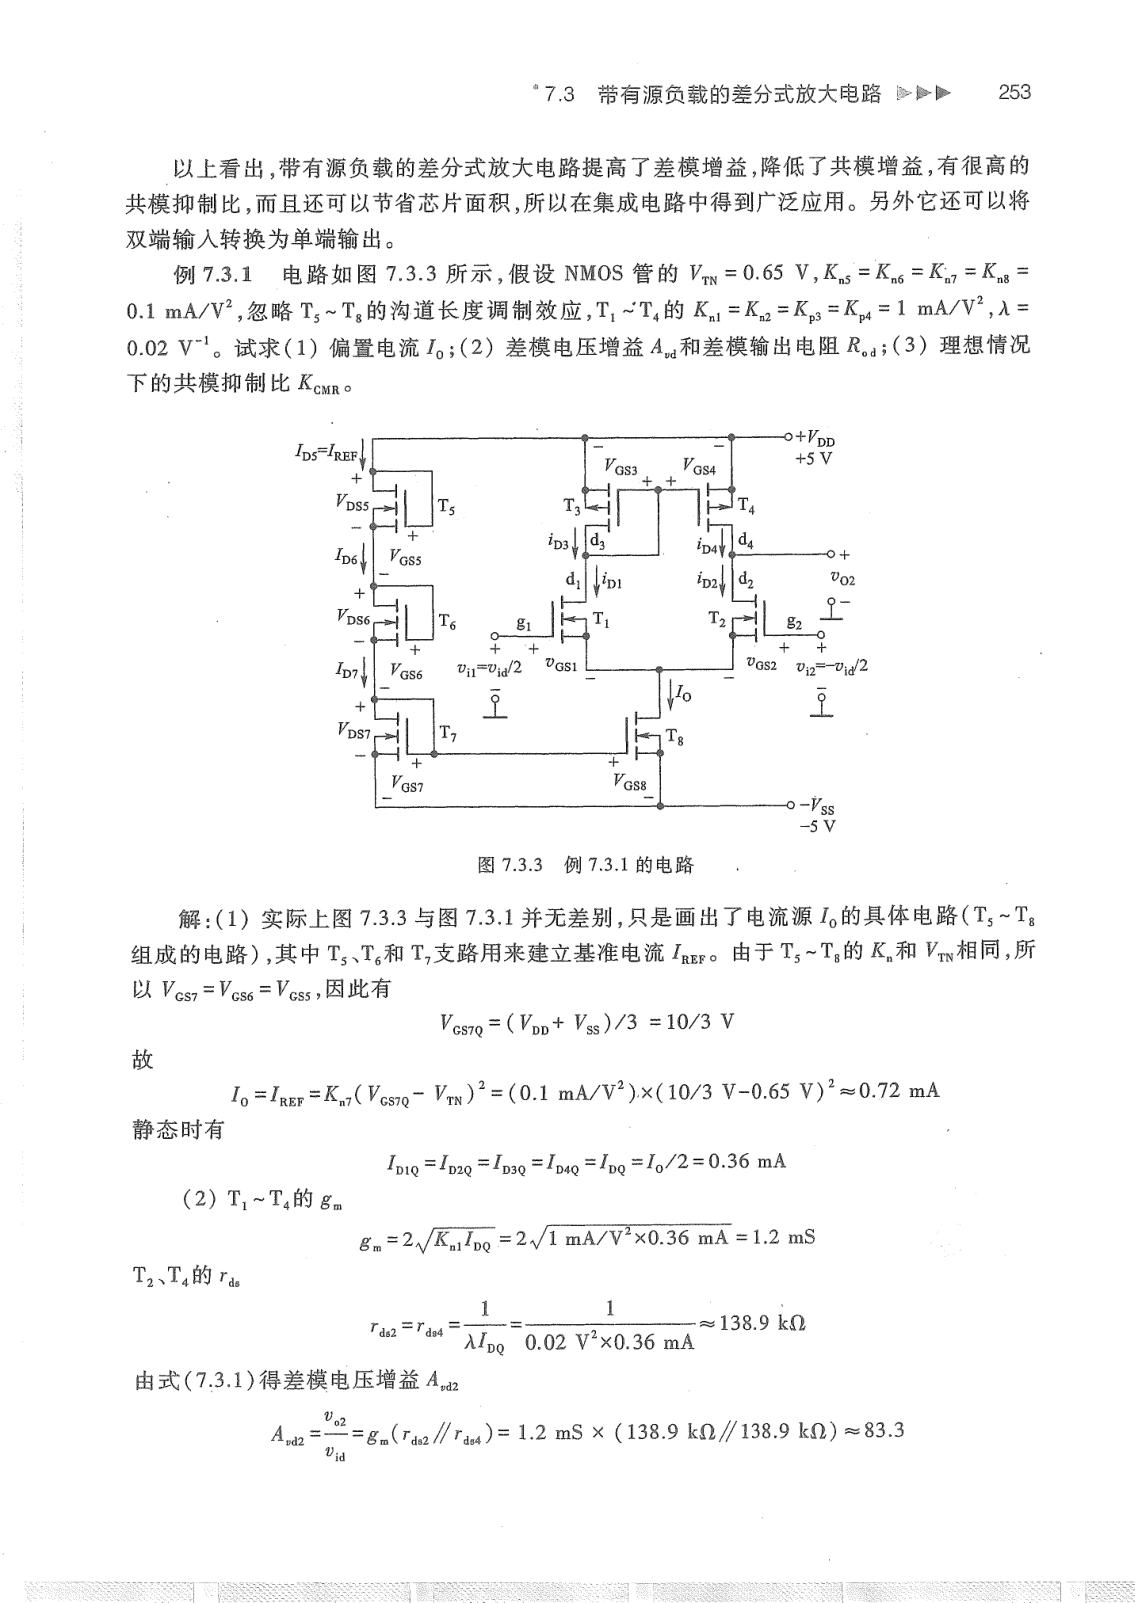 *7.3 带有源负载的差分式放大电路 ▶▶▶ 253
以上看出,带有源负载的差分式放大电路提高了差模增益,降低了共模增益,有很高的
共模抑制比,而且还可以节省芯片面积,所以在集成电路中得到广泛应用。另外它还可以将
双端输入转换为单端输出。
例 7.3.1 电路如图 7.3.3 所示,假设 NMOS 管的 V_TN = 0.65 V, K_n5 = K_n6 = K_n7 = K_n8 =
0.1 mA/V²,忽略 T₅ ~ T₈ 的沟道长度调制效应, T₁ ~ T₄ 的 K_n1 = K_n2 = K_p3 = K_p4 = 1 mA/V², λ =
0.02 V⁻¹。试求(1) 偏置电流 I_O;(2) 差模电压增益 A_vd 和差模输出电阻 R_od;(3) 理想情况
下的共模抑制比 K_CMR。
+V_DD
+5 V
I_D5=I_REF
V_GS3
V_GS4
+
+ +
V_DS5
T₅
T₃
T₄
−
+
i_D3
d₃
i_D4
d₄
I_D6
V_GS5
+
−
d₁
i_D1
i_D2
d₂
v_O2
+
−
V_DS6
T₆
g₁
T₁
T₂
g₂
−
+
+ +
+ +
I_D7
V_GS6
v_i1=v_id/2
v_GS1
v_GS2
v_i2=−v_id/2
−
−
−
+
−
I_O
−
V_DS7
T₇
T₈
−
+
+
V_GS7
V_GS8
−
−
−V_SS
−5 V
图 7.3.3 例 7.3.1 的电路
解:(1) 实际上图 7.3.3 与图 7.3.1 并无差别,只是画出了电流源 I_O 的具体电路(T₅ ~ T₈
组成的电路),其中 T₅、T₆ 和 T₇ 支路用来建立基准电流 I_REF。由于 T₅ ~ T₈ 的 K_n 和 V_TN 相同,所
以 V_GS7 = V_GS6 = V_GS5,因此有
V_GS7Q = (V_DD + V_SS)/3 = 10/3 V
故
I_O = I_REF = K_n7(V_GS7Q − V_TN)² = (0.1 mA/V²)×(10/3 V−0.65 V)² ≈ 0.72 mA
静态时有
I_D1Q = I_D2Q = I_D3Q = I_D4Q = I_DQ = I_O/2 = 0.36 mA
(2) T₁ ~ T₄ 的 g_m
g_m = 2√(K_n1 I_DQ) = 2√(1 mA/V²×0.36 mA) = 1.2 mS
T₂、T₄ 的 r_ds
r_ds2 = r_ds4 = 1/(λI_DQ) = 1/(0.02 V²×0.36 mA) ≈ 138.9 kΩ
由式(7.3.1)得差模电压增益 A_vd2
A_vd2 = v_o2/v_id = g_m(r_ds2 // r_ds4) = 1.2 mS × (138.9 kΩ // 138.9 kΩ) ≈ 83.3